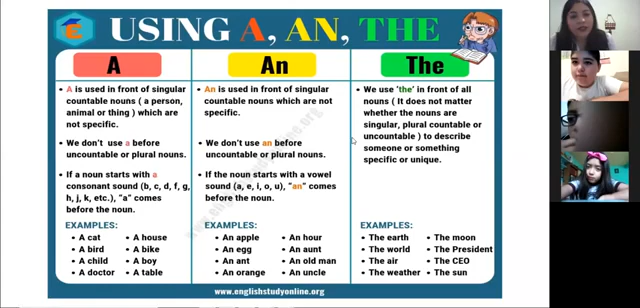 USING A, AN, THE
A
• A is used in front of singular
countable nouns ( a person,
animal or thing ) which are
not specific.
• We don't use a before
uncountable or plural nouns.
• If a noun starts with a
consonant sound (b, c, d, f, g,
h, j, k, etc.), "a" comes
before the noun.
EXAMPLES:
• A cat • A house
• A bird • A bike
• A child • A boy
• A doctor • A table
An
• An is used in front of singular
countable nouns which are not
specific.
• We don't use an before
uncountable or plural nouns.
• If the noun starts with a vowel
sound (a, e, i, o, u), "an" comes
before the noun.
EXAMPLES:
• An apple • An hour
• An egg • An aunt
• An ant • An old man
• An orange • An uncle
The
• We use 'the' in front of all
nouns ( It does not matter
whether the nouns are
singular, plural countable or
uncountable ) to describe
someone or something
specific or unique.
EXAMPLES:
• The earth • The moon
• The world • The President
• The air • The CEO
• The weather • The sun
www.englishstudyonline.org